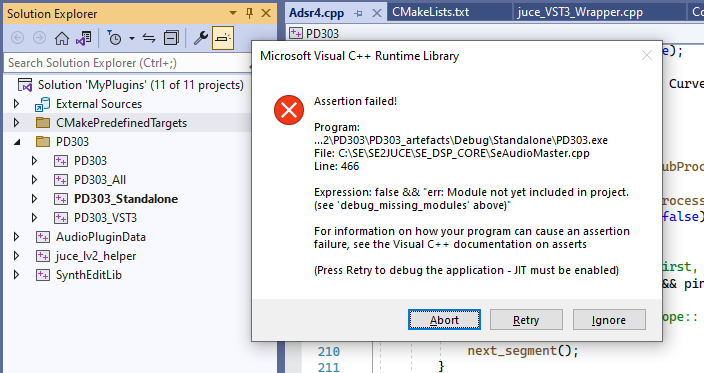 Solution Explorer
Adsr4.cpp
CMakeLists.txt
juce_VST3_Wrapper.cpp
Co
PD303
Search Solution Explorer (Ctrl+;)
Solution 'MyPlugins' (11 of 11 projects)
External Sources
CMakePredefinedTargets
PD303
PD303
PD303_All
PD303_Standalone
PD303_VST3
AudioPluginData
juce_lv2_helper
SynthEditLib
Microsoft Visual C++ Runtime Library
Assertion failed!
Program:
...2\PD303\PD303_artefacts\Debug\Standalone\PD303.exe
File: C:\SE\SE2JUCE\SE_DSP_CORE\SeAudioMaster.cpp
Line: 466
Expression: false && "err: Module not yet included in project.
(see 'debug_missing_modules' above)"
For information on how your program can cause an assertion
failure, see the Visual C++ documentation on asserts
(Press Retry to debug the application - JIT must be enabled)
Abort
Retry
Ignore
e);
Curve
ubProc
rocess
false)
irst,
&& pin
ope::
210
next_segment();
211
}